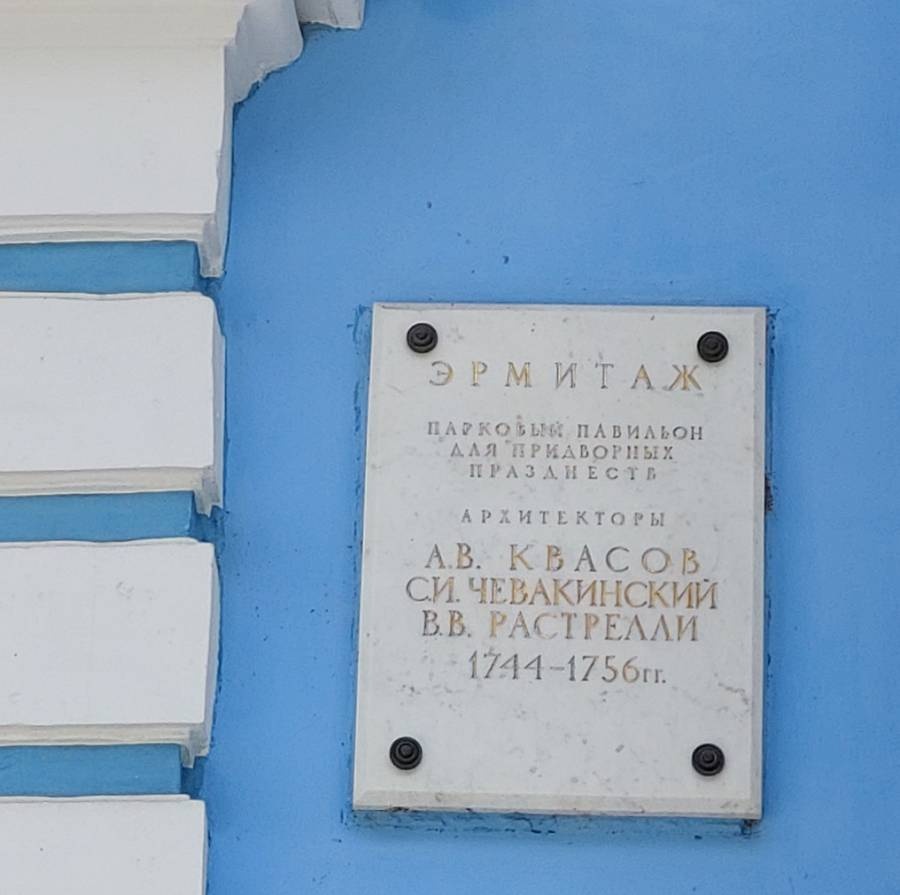 ЭРМИТАЖ
ПАРКОВЫЙ ПАВИЛЬОН
ДЛЯ ПРИДВОРНЫХ
ПРАЗДНЕСТВ
АРХИТЕКТОРЫ
А.В. КВАСОВ
С.И. ЧЕВАКИНСКИЙ
В.В. РАСТРЕЛЛИ
1744-1756гг.